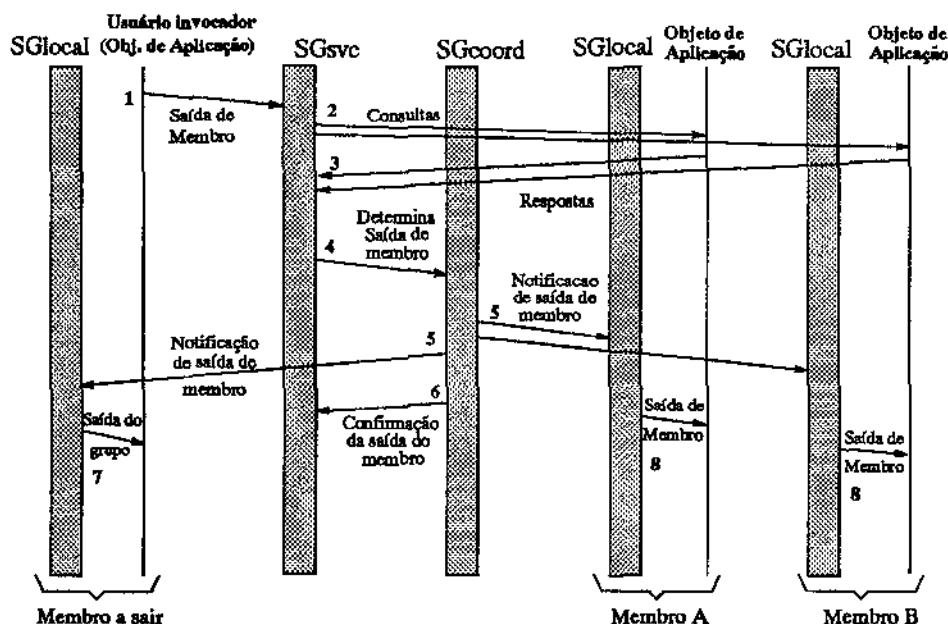 Usuário invocador
(Obj. de Aplicação)
SGlocal
SGsvc
SGcoord
SGlocal
Objeto de
Aplicação
SGlocal
Objeto de
Aplicação
1
Saída de
Membro
2
Consultas
3
Respostas
Determina
Saída de
membro
4
Notificacao
de saída de
membro
5
5
Notificação
de saída de
membro
6
Confirmação
da saída do
membro
Saída do
grupo
7
Saída de
Membro
8
Saída de
Membro
8
Membro a sair
Membro A
Membro B